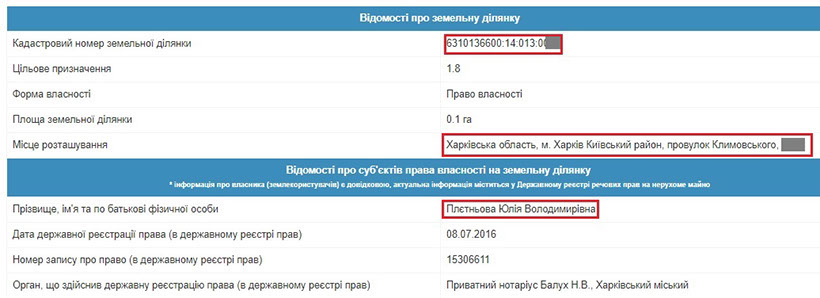 Відомості про земельну ділянку
Кадастровий номер земельної ділянки 6310136600:14:013:00
Цільове призначення 1.8
Форма власності Право власності
Площа земельної ділянки 0.1 га
Місце розташування Харківська область, м. Харків Київський район, провулок Климовського,
Відомості про суб'єктів права власності на земельну ділянку
* інформація про власника (землекористувачів) є довідковою, актуальна інформація міститься у Державному реєстрі речових прав на нерухоме майно
Прізвище, ім'я та по батькові фізичної особи Плєтньова Юлія Володимирівна
Дата державної реєстрації права (в державному реєстрі прав) 08.07.2016
Номер запису про право (в державному реєстрі прав) 15306611
Орган, що здійснив державну реєстрацію права (в державному реєстрі прав) Приватний нотаріус Балух Н.В., Харківський міський